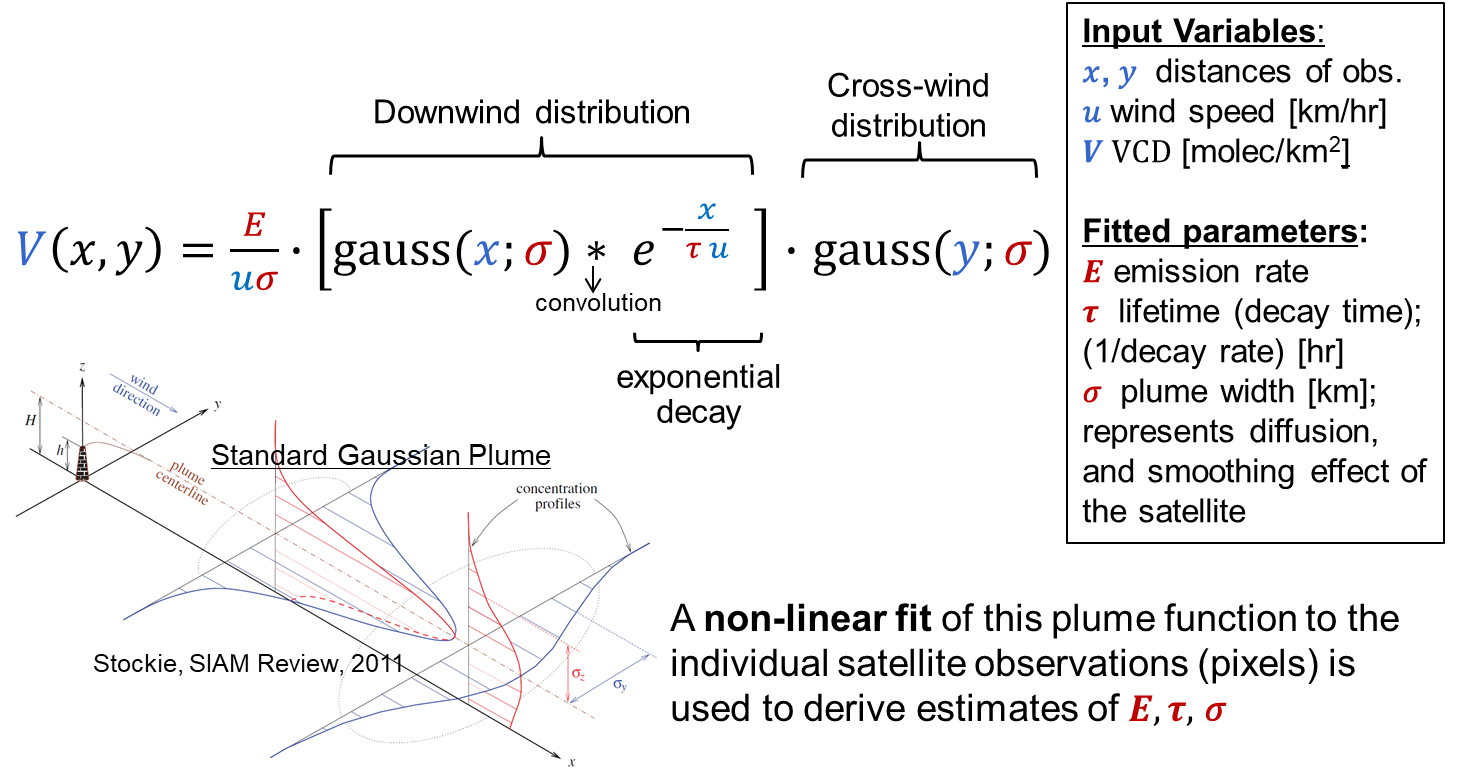 Downwind distribution
Cross-wind
distribution
V(x, y) = E/uσ · [gauss(x; σ) * e^(−x/(τ u))] · gauss(y; σ)
convolution
exponential
decay
Input Variables:
x, y distances of obs.
u wind speed [km/hr]
V VCD [molec/km²]
Fitted parameters:
E emission rate
τ lifetime (decay time);
(1/decay rate) [hr]
σ plume width [km];
represents diffusion,
and smoothing effect of
the satellite
z
wind
direction
y
H
h
plume
centerline
Standard Gaussian Plume
concentration
profiles
σz
σy
x
Stockie, SIAM Review, 2011
A non-linear fit of this plume function to the
individual satellite observations (pixels) is
used to derive estimates of E, τ, σ